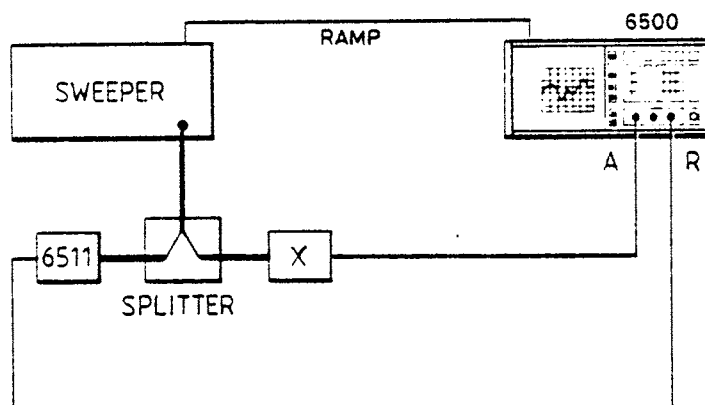 6500
RAMP
SWEEPER
A
R
6511
X
SPLITTER